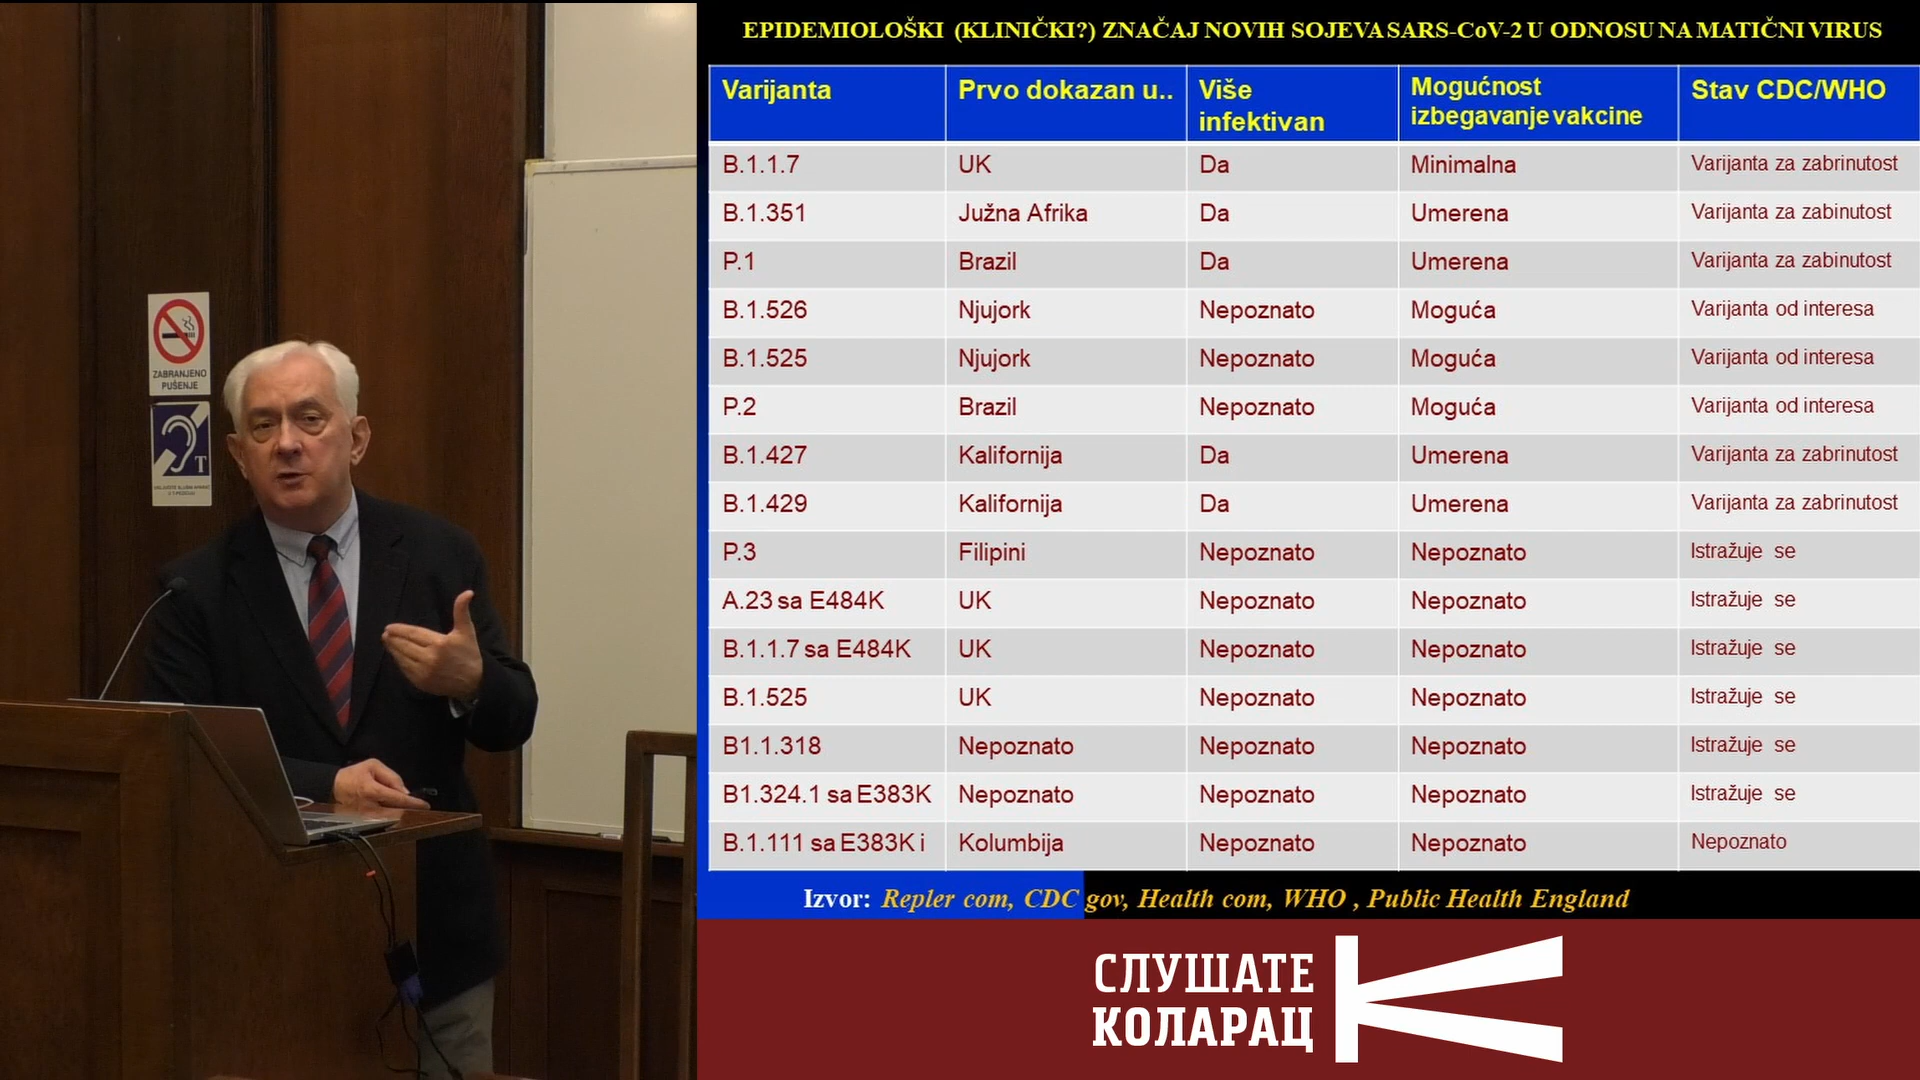 ZABRANJENO
PUŠENJE
T
EPIDEMIOLOŠKI (KLINIČKI?) ZNAČAJ NOVIH SOJEVA SARS-CoV-2 U ODNOSU NA MATIČNI VIRUS
Varijanta Prvo dokazan u.. Više infektivan Mogućnost izbegavanje vakcine Stav CDC/WHO
B.1.1.7 UK Da Minimalna Varijanta za zabrinutost
B.1.351 Južna Afrika Da Umerena Varijanta za zabinutost
P.1 Brazil Da Umerena Varijanta za zabinutost
B.1.526 Njujork Nepoznato Moguća Varijanta od interesa
B.1.525 Njujork Nepoznato Moguća Varijanta od interesa
P.2 Brazil Nepoznato Moguća Varijanta od interesa
B.1.427 Kalifornija Da Umerena Varijanta za zabrinutost
B.1.429 Kalifornija Da Umerena Varijanta za zabrinutost
P.3 Filipini Nepoznato Nepoznato Istražuje se
A.23 sa E484K UK Nepoznato Nepoznato Istražuje se
B.1.1.7 sa E484K UK Nepoznato Nepoznato Istražuje se
B.1.525 UK Nepoznato Nepoznato Istražuje se
B1.1.318 Nepoznato Nepoznato Nepoznato Istražuje se
B1.324.1 sa E383K Nepoznato Nepoznato Nepoznato Istražuje se
B.1.111 sa E383K i Kolumbija Nepoznato Nepoznato Nepoznato
Izvor: Repler com, CDC gov, Health com, WHO , Public Health England
СЛУШАТЕ
КОЛАРАЦ